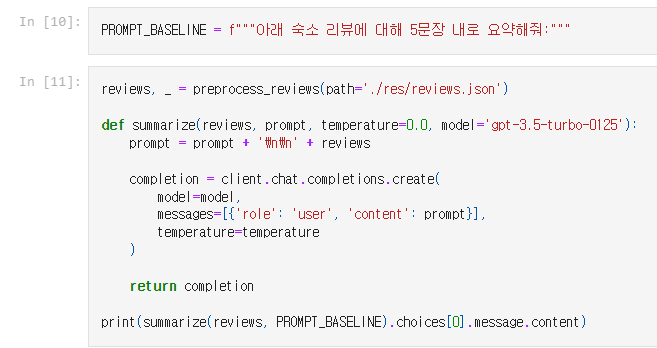 In [10]:
PROMPT_BASELINE = f"""아래 숙소 리뷰에 대해 5문장 내로 요약해줘:"""
In [11]:
reviews, _ = preprocess_reviews(path='./res/reviews.json')
def summarize(reviews, prompt, temperature=0.0, model='gpt-3.5-turbo-0125'):
    prompt = prompt + '₩n₩n' + reviews
    completion = client.chat.completions.create(
        model=model,
        messages=[{'role': 'user', 'content': prompt}],
        temperature=temperature
    )
    return completion
print(summarize(reviews, PROMPT_BASELINE).choices[0].message.content)